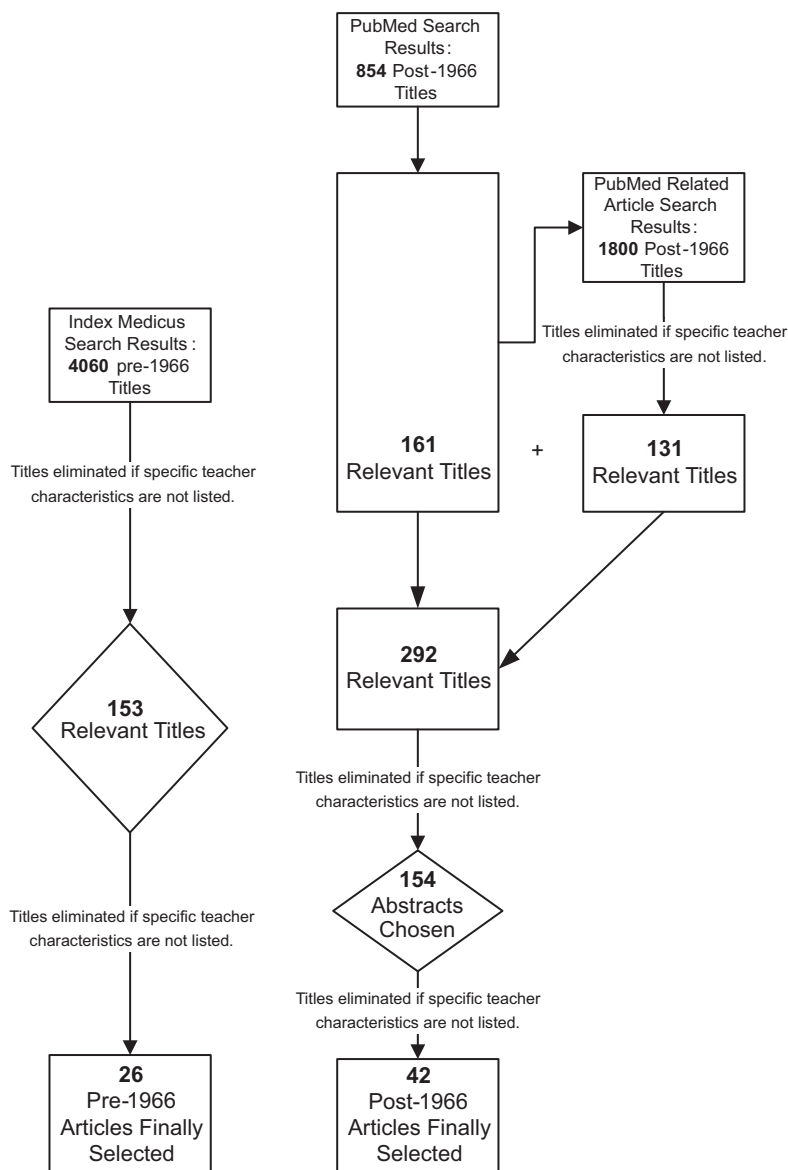 PubMed Search
Results:
854 Post-1966
Titles
PubMed Related
Article Search
Results:
1800 Post-1966
Titles
Titles eliminated if specific teacher
characteristics are not listed.
161
Relevant Titles
+
131
Relevant Titles
292
Relevant Titles
Titles eliminated if specific teacher
characteristics are not listed.
154
Abstracts
Chosen
Titles eliminated if specific teacher
characteristics are not listed.
42
Post-1966
Articles Finally
Selected
Index Medicus
Search Results:
4060 pre-1966
Titles
Titles eliminated if specific teacher
characteristics are not listed.
153
Relevant Titles
Titles eliminated if specific teacher
characteristics are not listed.
26
Pre-1966
Articles Finally
Selected